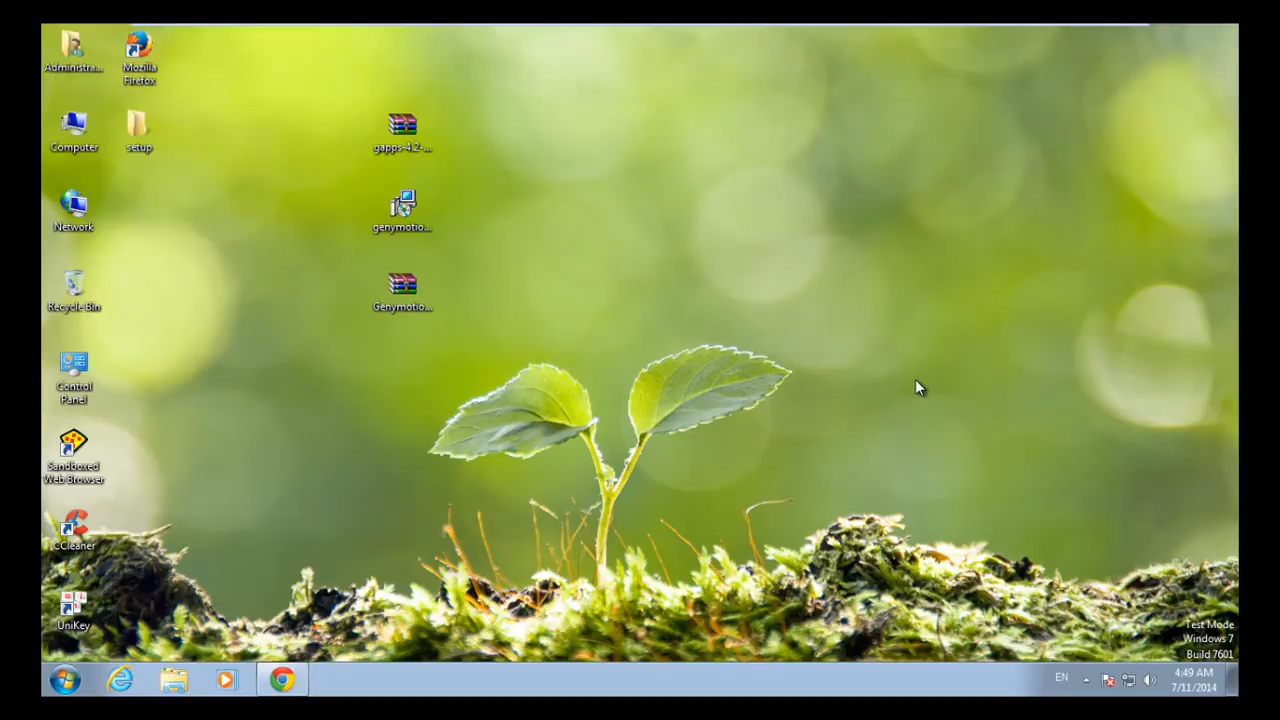 Administra...
Mozilla
Firefox
Computer
setup
gapps-4.2-...
Network
genymotio...
Recycle Bin
Genymotio...
Control
Panel
Sandboxed
Web Browser
CCleaner
UniKey
Test Mode
Windows 7
Build 7601
EN
4:49 AM
7/11/2014